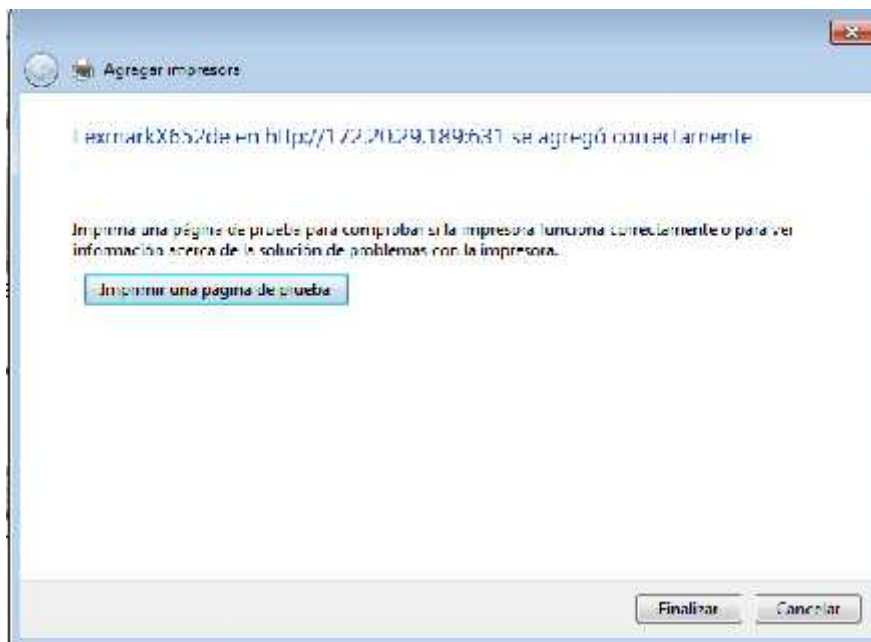 Agregar impresora
LexmarkX652de en http://172.20.29.189:631 se agregó correctamente
Imprima una página de prueba para comprobar si la impresora funciona correctamente o para ver
información acerca de la solución de problemas con la impresora.
Imprimir una página de prueba
Finalizar Cancelar